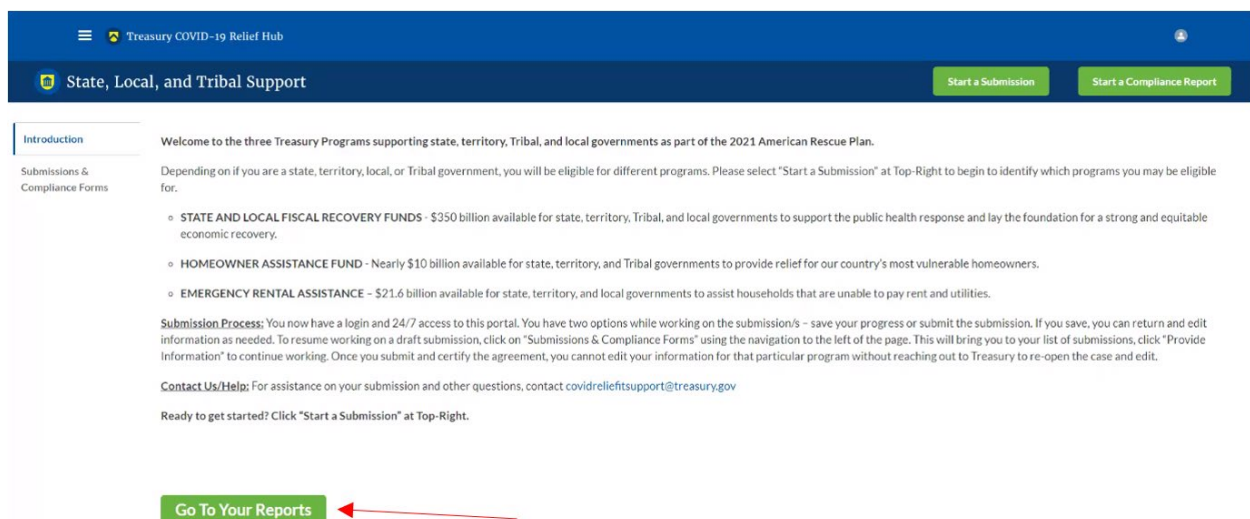 Treasury COVID-19 Relief Hub
State, Local, and Tribal Support
Start a Submission
Start a Compliance Report
Introduction
Submissions &
Compliance Forms
Welcome to the three Treasury Programs supporting state, territory, Tribal, and local governments as part of the 2021 American Rescue Plan.
Depending on if you are a state, territory, local, or Tribal government, you will be eligible for different programs. Please select "Start a Submission" at Top-Right to begin to identify which programs you may be eligible
for.
STATE AND LOCAL FISCAL RECOVERY FUNDS - $350 billion available for state, territory, Tribal, and local governments to support the public health response and lay the foundation for a strong and equitable
economic recovery.
HOMEOWNER ASSISTANCE FUND - Nearly $10 billion available for state, territory, and Tribal governments to provide relief for our country's most vulnerable homeowners.
EMERGENCY RENTAL ASSISTANCE – $21.6 billion available for state, territory, and local governments to assist households that are unable to pay rent and utilities.
Submission Process: You now have a login and 24/7 access to this portal. You have two options while working on the submission/s – save your progress or submit the submission. If you save, you can return and edit
information as needed. To resume working on a draft submission, click on "Submissions & Compliance Forms" using the navigation to the left of the page. This will bring you to your list of submissions, click "Provide
Information" to continue working. Once you submit and certify the agreement, you cannot edit your information for that particular program without reaching out to Treasury to re-open the case and edit.
Contact Us/Help: For assistance on your submission and other questions, contact covidreliefitsupport@treasury.gov
Ready to get started? Click "Start a Submission" at Top-Right.
Go To Your Reports